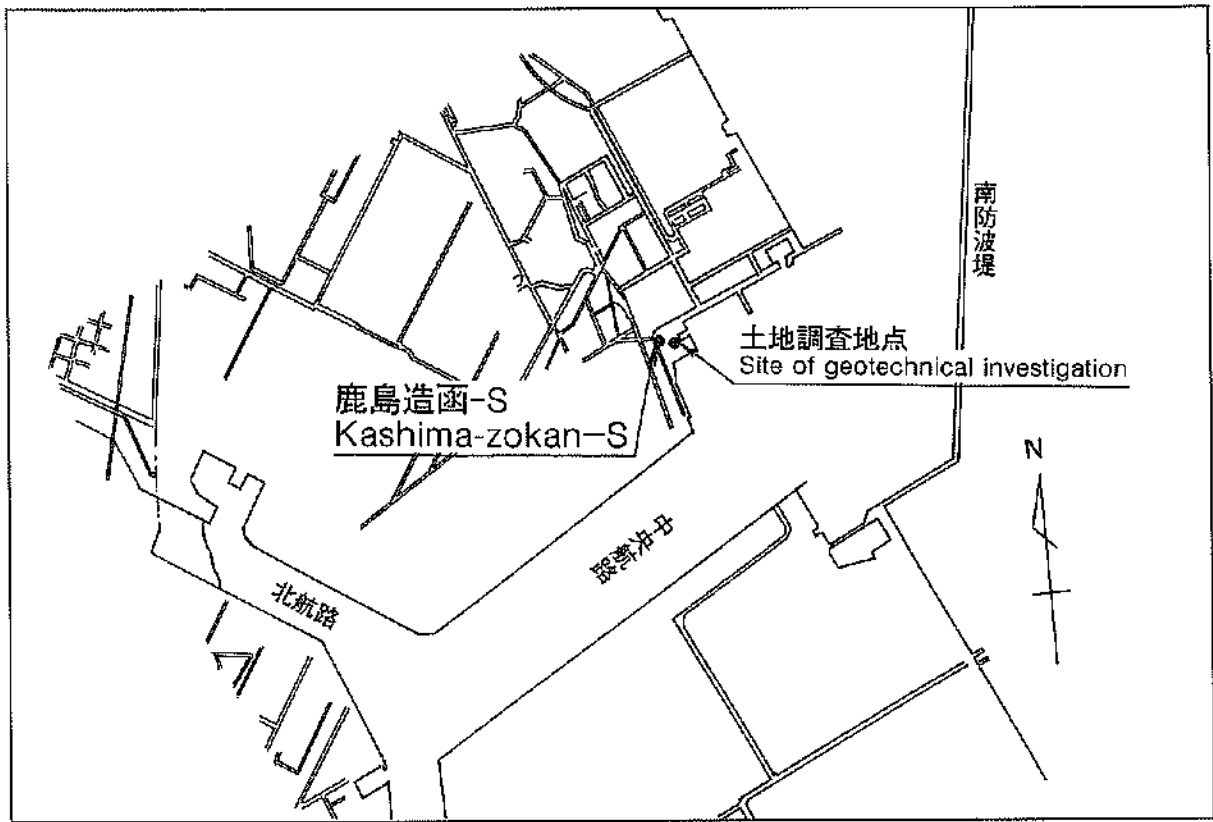 南防波堤
土地調査地点
Site of geotechnical investigation
鹿島造函-S
Kashima-zokan-S
N
中央航路
北航路